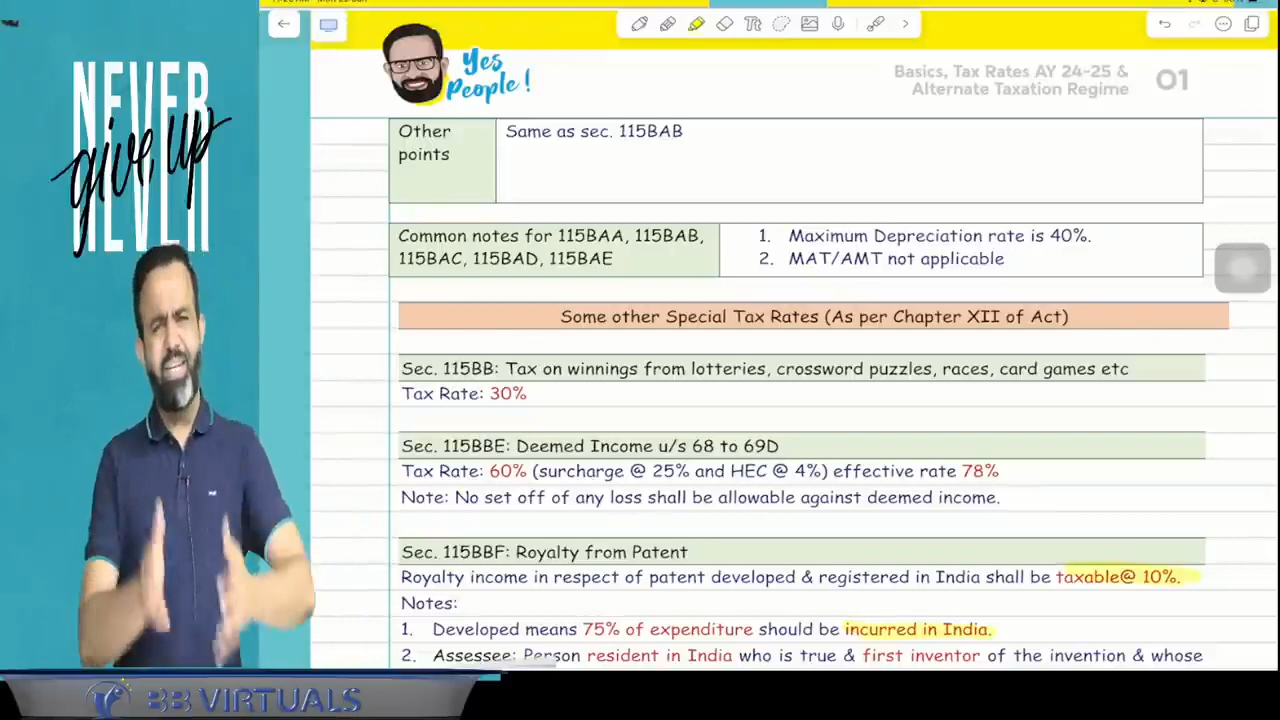 NEVER
give up
NEVER
Yes
People!
Basics, Tax Rates AY 24-25 &
Alternate Taxation Regime
01
Other
points
Same as sec. 115BAB
Common notes for 115BAA, 115BAB,
115BAC, 115BAD, 115BAE
1. Maximum Depreciation rate is 40%.
2. MAT/AMT not applicable
Some other Special Tax Rates (As per Chapter XII of Act)
Sec. 115BB: Tax on winnings from lotteries, crossword puzzles, races, card games etc
Tax Rate: 30%
Sec. 115BBE: Deemed Income u/s 68 to 69D
Tax Rate: 60% (surcharge @ 25% and HEC @ 4%) effective rate 78%
Note: No set off of any loss shall be allowable against deemed income.
Sec. 115BBF: Royalty from Patent
Royalty income in respect of patent developed & registered in India shall be taxable@ 10%.
Notes:
1. Developed means 75% of expenditure should be incurred in India.
2. Assessee: Person resident in India who is true & first inventor of the invention & whose
BB VIRTUALS